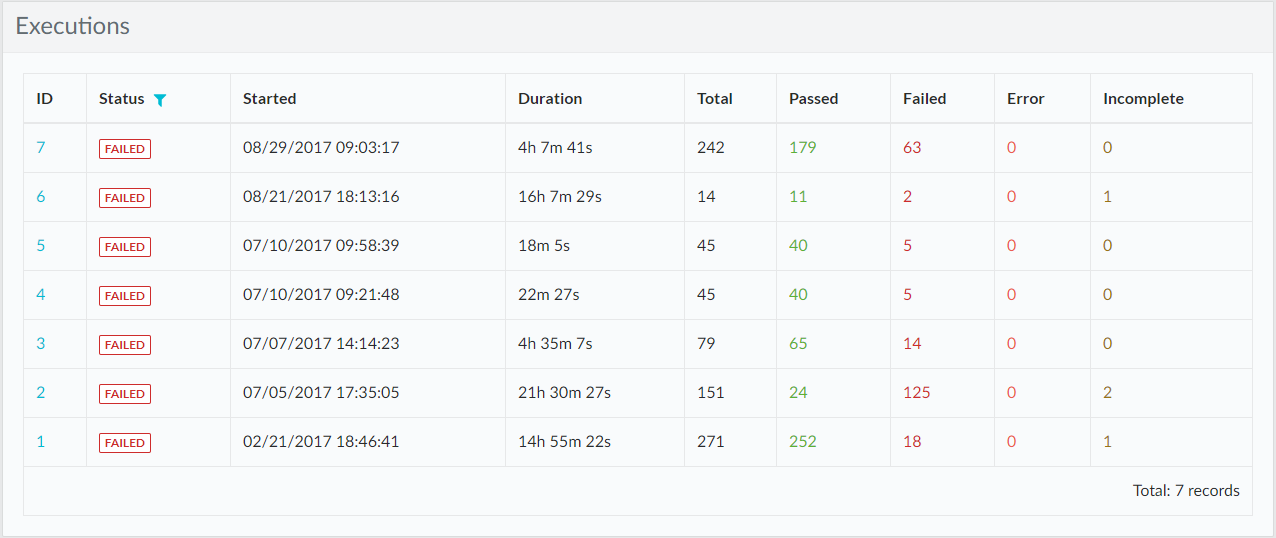 Executions
ID Status Started Duration Total Passed Failed Error Incomplete
7 FAILED 08/29/2017 09:03:17 4h 7m 41s 242 179 63 0 0
6 FAILED 08/21/2017 18:13:16 16h 7m 29s 14 11 2 0 1
5 FAILED 07/10/2017 09:58:39 18m 5s 45 40 5 0 0
4 FAILED 07/10/2017 09:21:48 22m 27s 45 40 5 0 0
3 FAILED 07/07/2017 14:14:23 4h 35m 7s 79 65 14 0 0
2 FAILED 07/05/2017 17:35:05 21h 30m 27s 151 24 125 0 2
1 FAILED 02/21/2017 18:46:41 14h 55m 22s 271 252 18 0 1
Total: 7 records